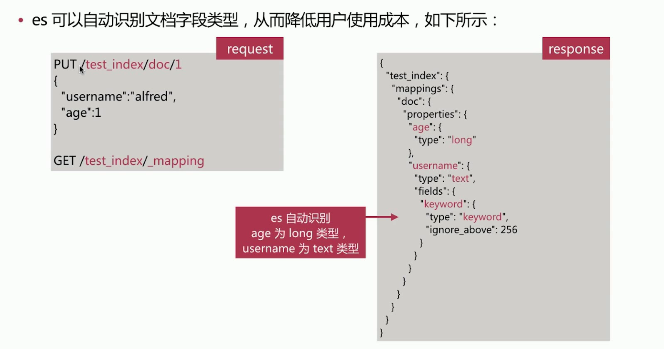 • es 可以自动识别文档字段类型，从而降低用户使用成本，如下所示：
request
PUT /test_index/doc/1
{
"username":"alfred",
"age":1
}
GET /test_index/_mapping
response
{
"test_index": {
"mappings": {
"doc": {
"properties": {
"age": {
"type": "long"
},
"username": {
"type": "text",
"fields": {
"keyword": {
"type": "keyword",
"ignore_above": 256
}
}
}
}
}
}
}
}
es 自动识别
age 为 long 类型，
username 为 text 类型